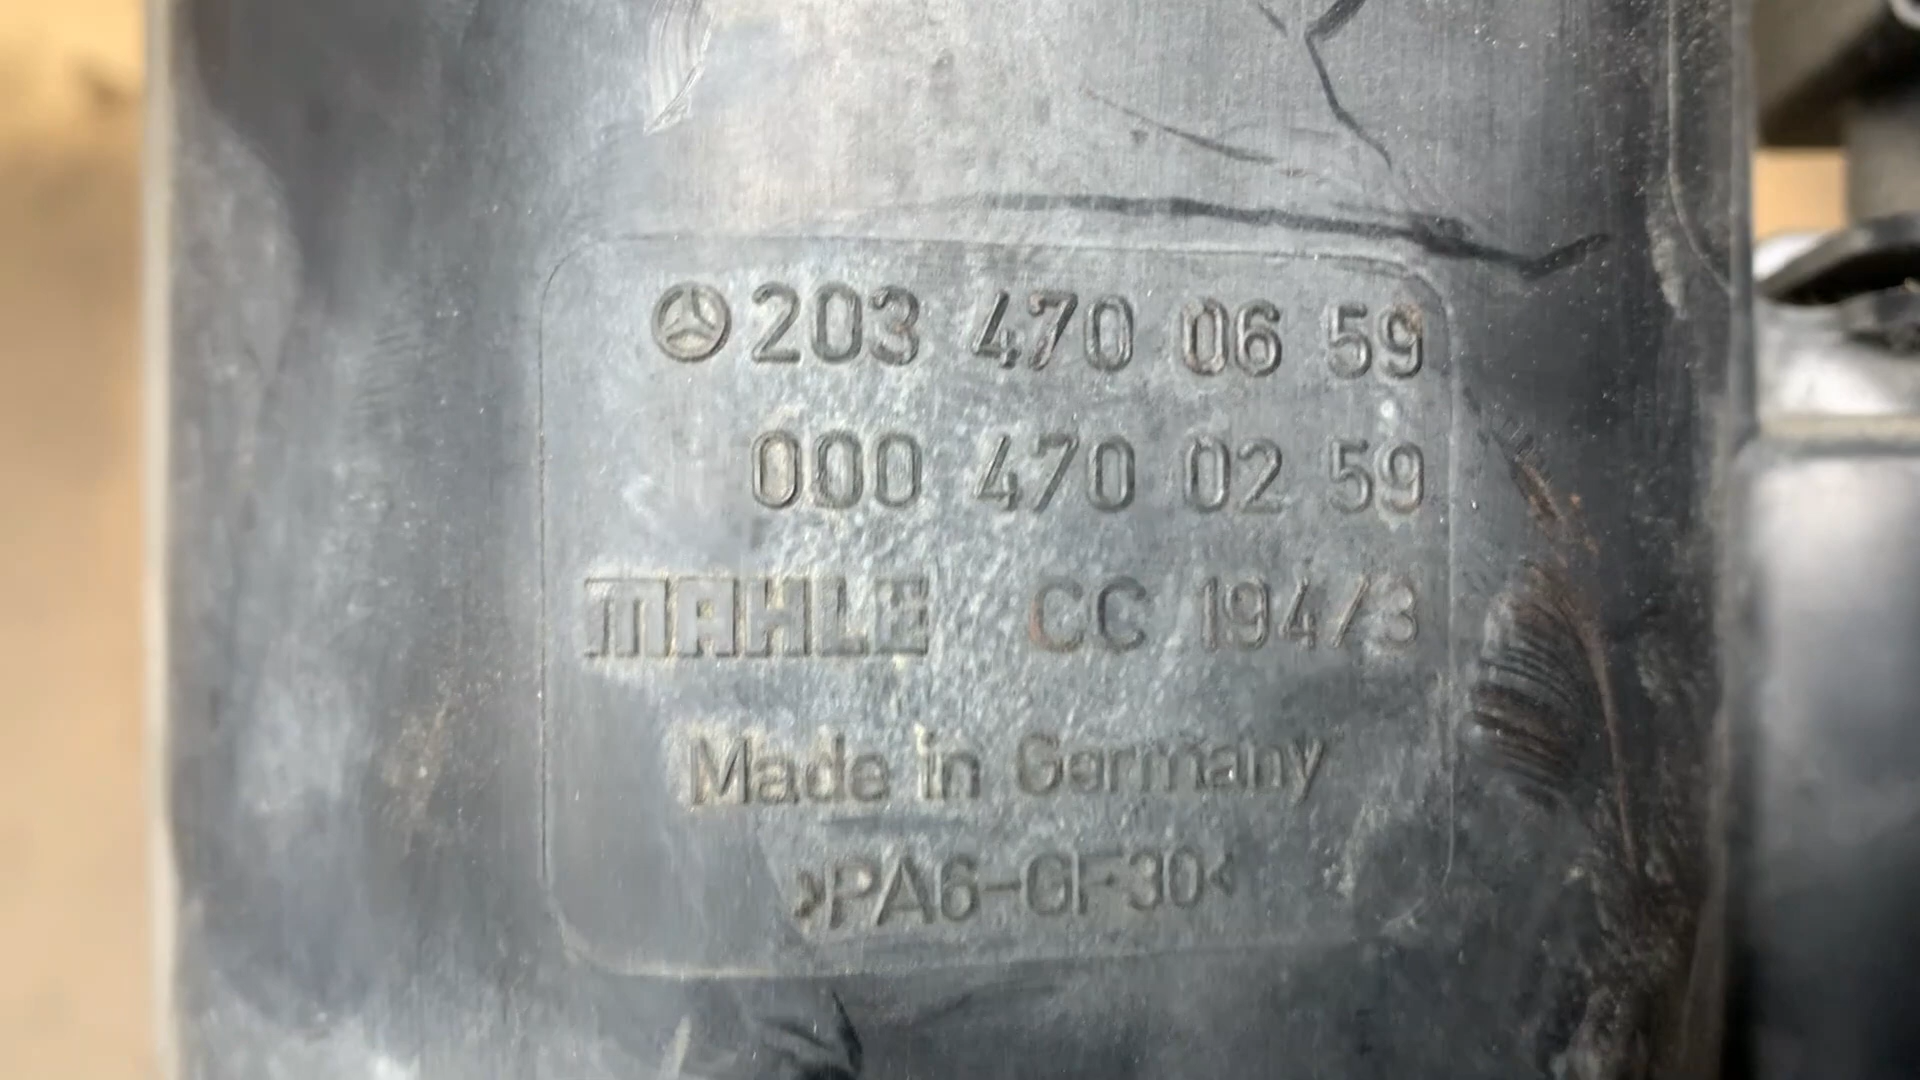 203 470 06 59
000 470 02 59
MAHLE CC 194/3
Made in Germany
>PA6-GF30<